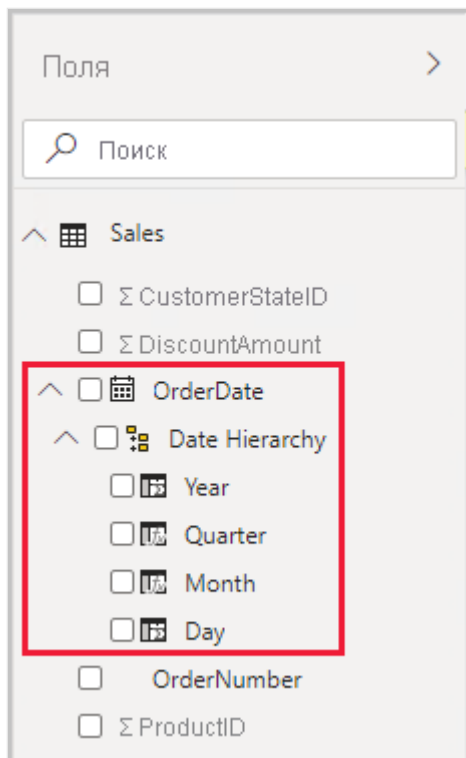 Поля
Поиск
Sales
Σ CustomerStateID
Σ DiscountAmount
OrderDate
Date Hierarchy
Year
Quarter
Month
Day
OrderNumber
Σ ProductID